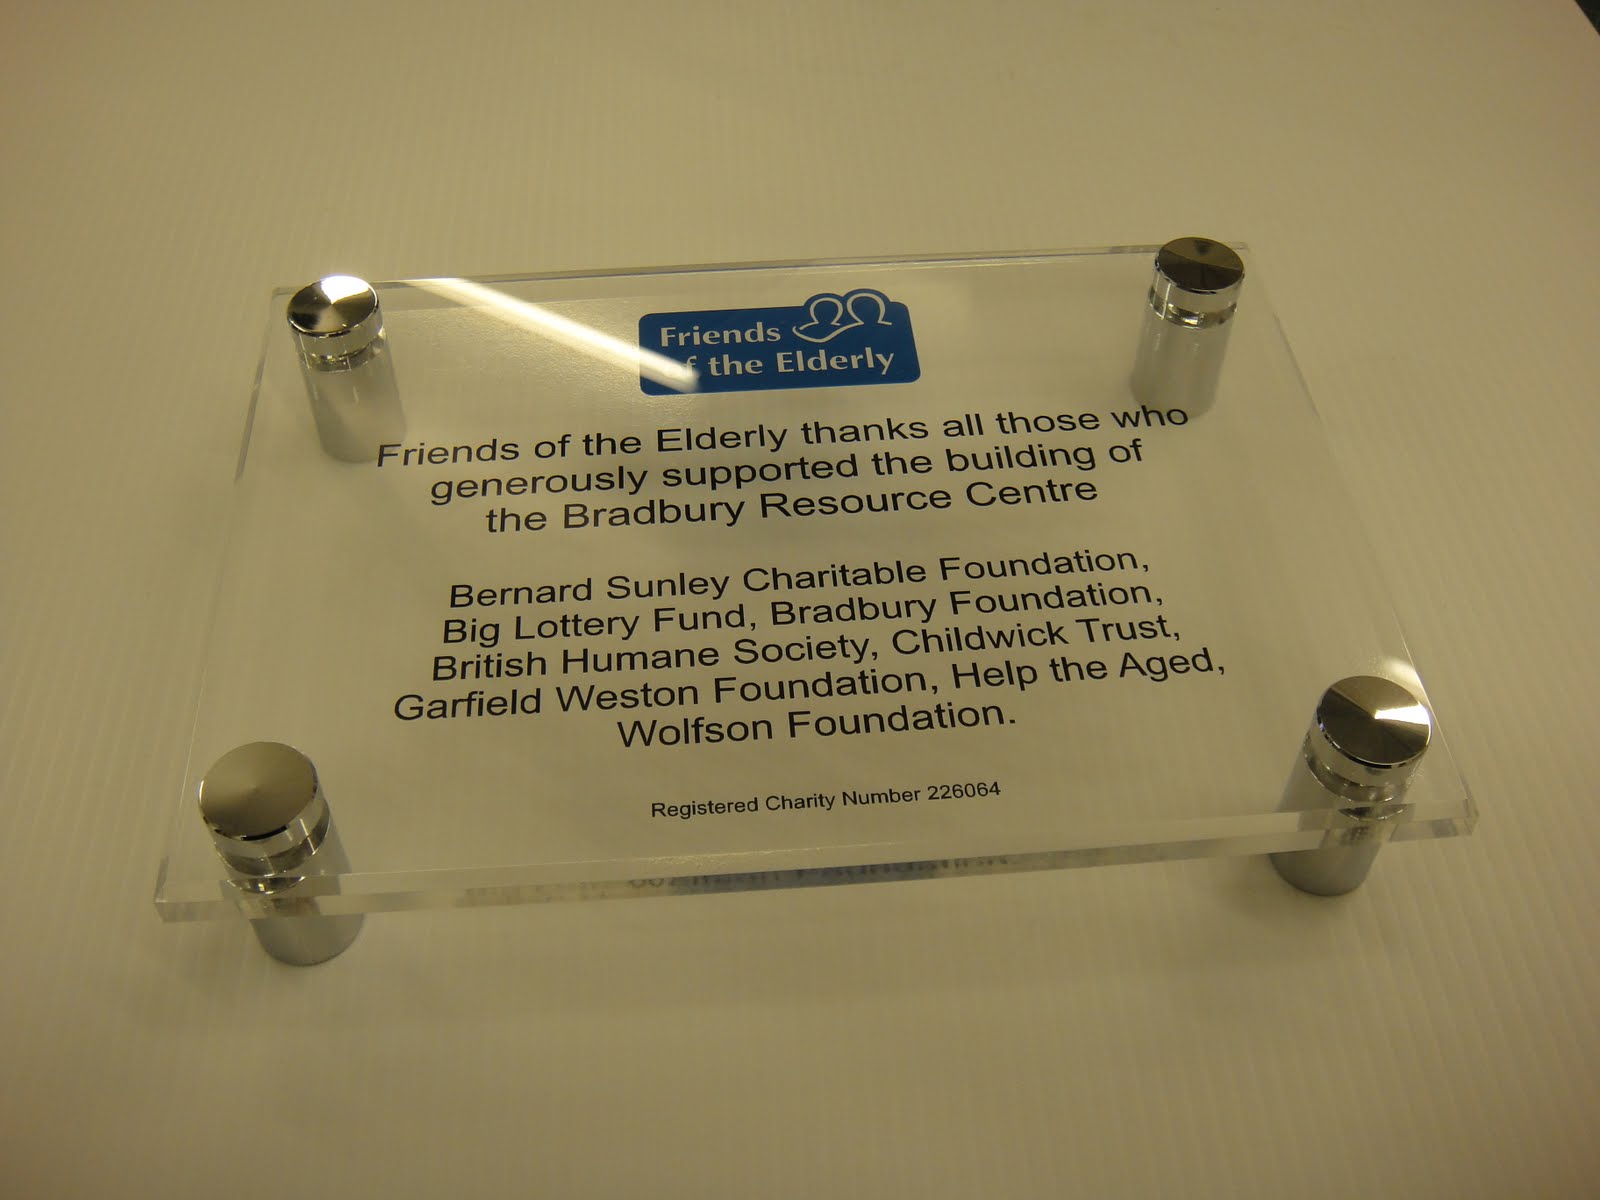 Friends
of the Elderly
Friends of the Elderly thanks all those who
generously supported the building of
the Bradbury Resource Centre
Bernard Sunley Charitable Foundation,
Big Lottery Fund, Bradbury Foundation,
British Humane Society, Childwick Trust,
Garfield Weston Foundation, Help the Aged,
Wolfson Foundation.
Registered Charity Number 226064